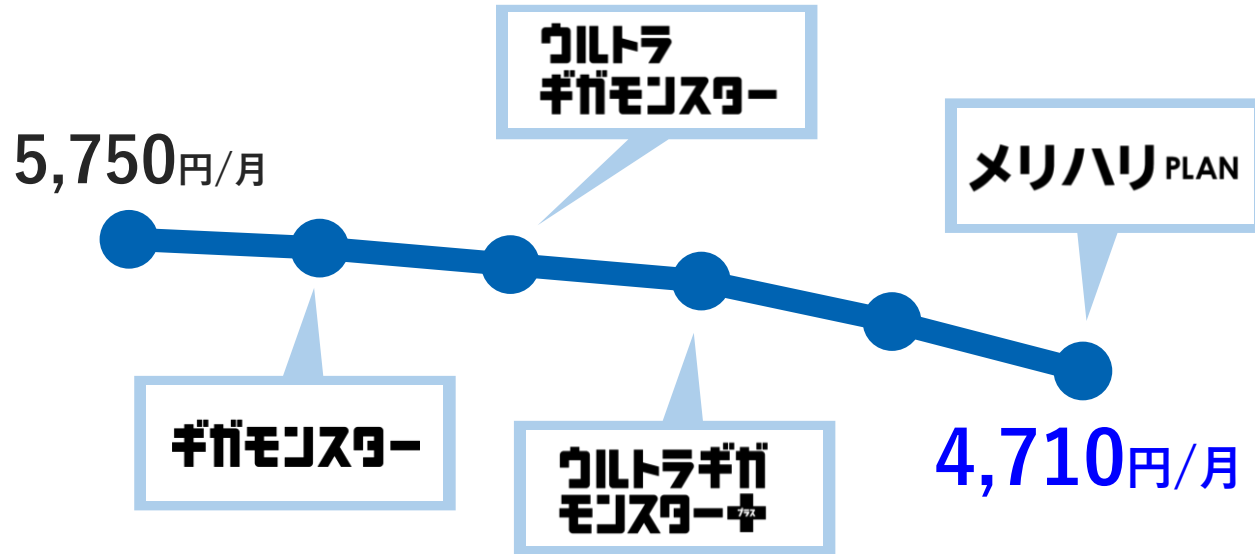 ウルトラ
ギガモンスター
5,750円/月
メリハリPLAN
ギガモンスター
ウルトラギガ
モンスター+
プラス
4,710円/月